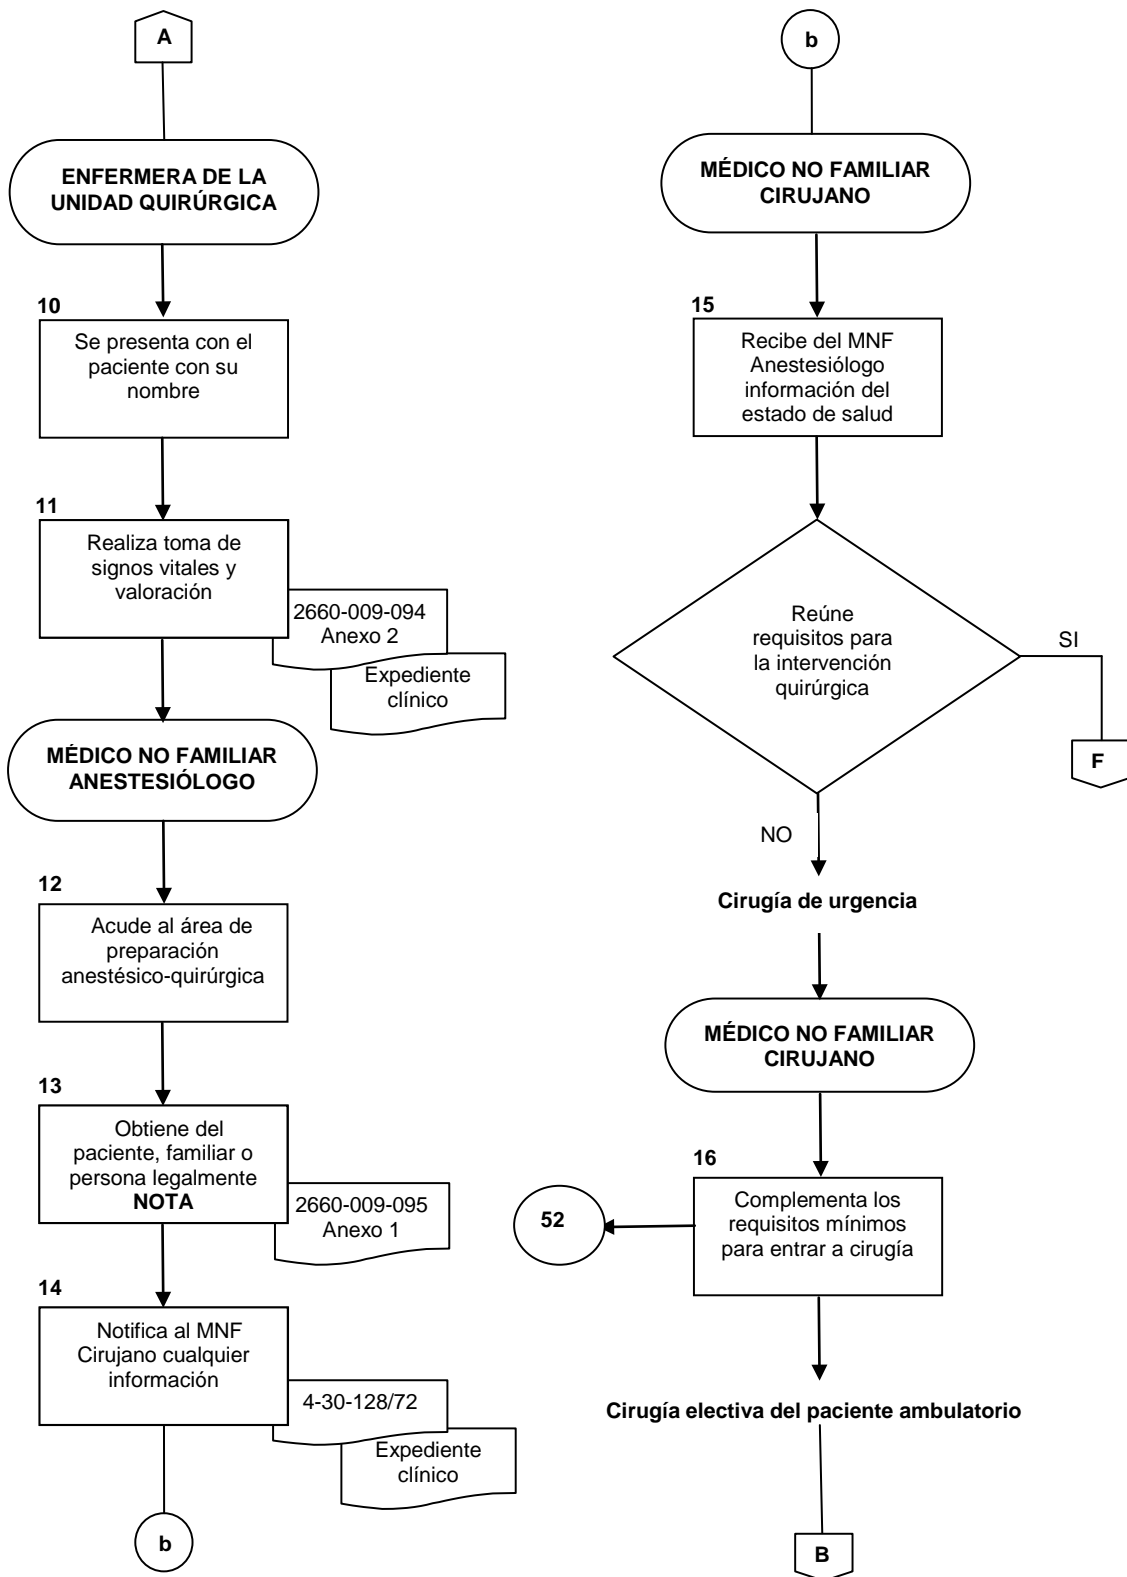 A
ENFERMERA DE LA
UNIDAD QUIRÚRGICA
10
Se presenta con el
paciente con su
nombre
11
Realiza toma de
signos vitales y
valoración
2660-009-094
Anexo 2
Expediente
clínico
MÉDICO NO FAMILIAR
ANESTESIÓLOGO
12
Acude al área de
preparación
anestésico-quirúrgica
13
Obtiene del
paciente, familiar o
persona legalmente
NOTA
2660-009-095
Anexo 1
14
Notifica al MNF
Cirujano cualquier
información
4-30-128/72
Expediente
clínico
b
b
MÉDICO NO FAMILIAR
CIRUJANO
15
Recibe del MNF
Anestesiólogo
información del
estado de salud
Reúne
requisitos para
la intervención
quirúrgica
SI
F
NO
Cirugía de urgencia
MÉDICO NO FAMILIAR
CIRUJANO
16
Complementa los
requisitos mínimos
para entrar a cirugía
52
Cirugía electiva del paciente ambulatorio
B